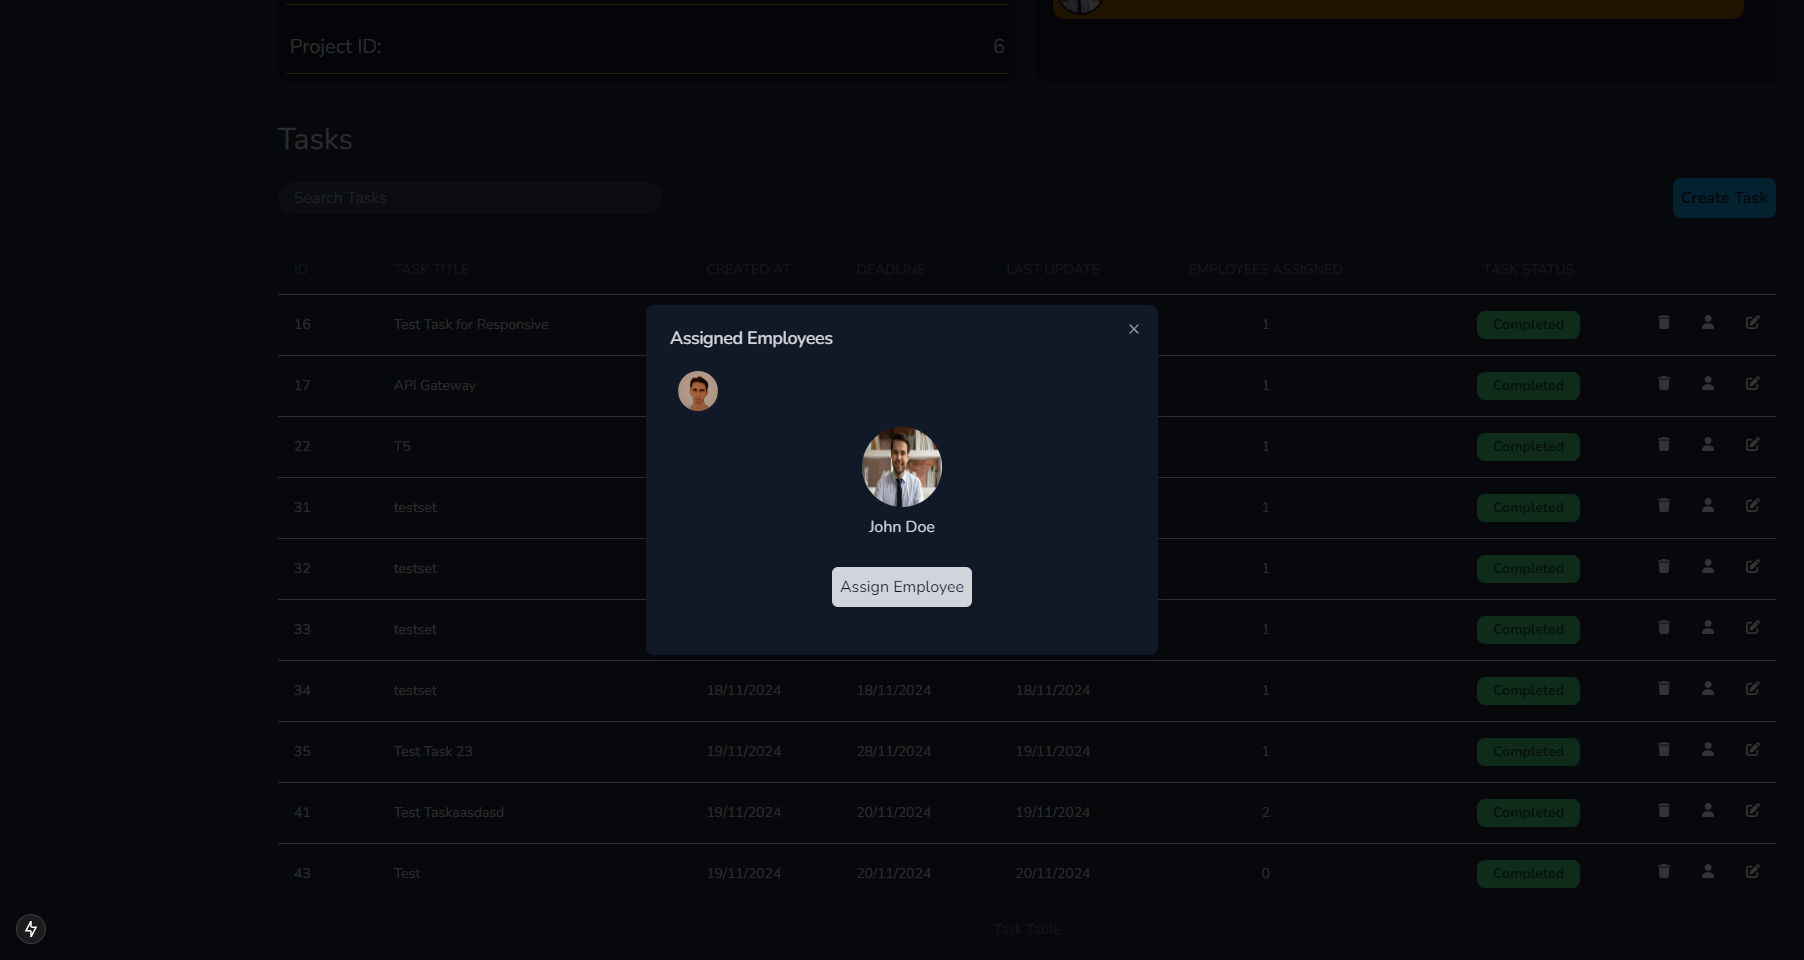 Project ID: 6
Tasks
Search Tasks
Create Task
ID TASK TITLE CREATED AT DEADLINE LAST UPDATE EMPLOYEES ASSIGNED TASK STATUS
16 Test Task for Responsive 1 Completed
17 API Gateway 1 Completed
22 T5 1 Completed
31 testset 1 Completed
32 testset 1 Completed
33 testset 1 Completed
34 testset 18/11/2024 18/11/2024 18/11/2024 1 Completed
35 Test Task 23 19/11/2024 28/11/2024 19/11/2024 1 Completed
41 Test Taskaasdasd 19/11/2024 20/11/2024 19/11/2024 2 Completed
43 Test 19/11/2024 20/11/2024 20/11/2024 0 Completed
Task Table
Assigned Employees
John Doe
Assign Employee